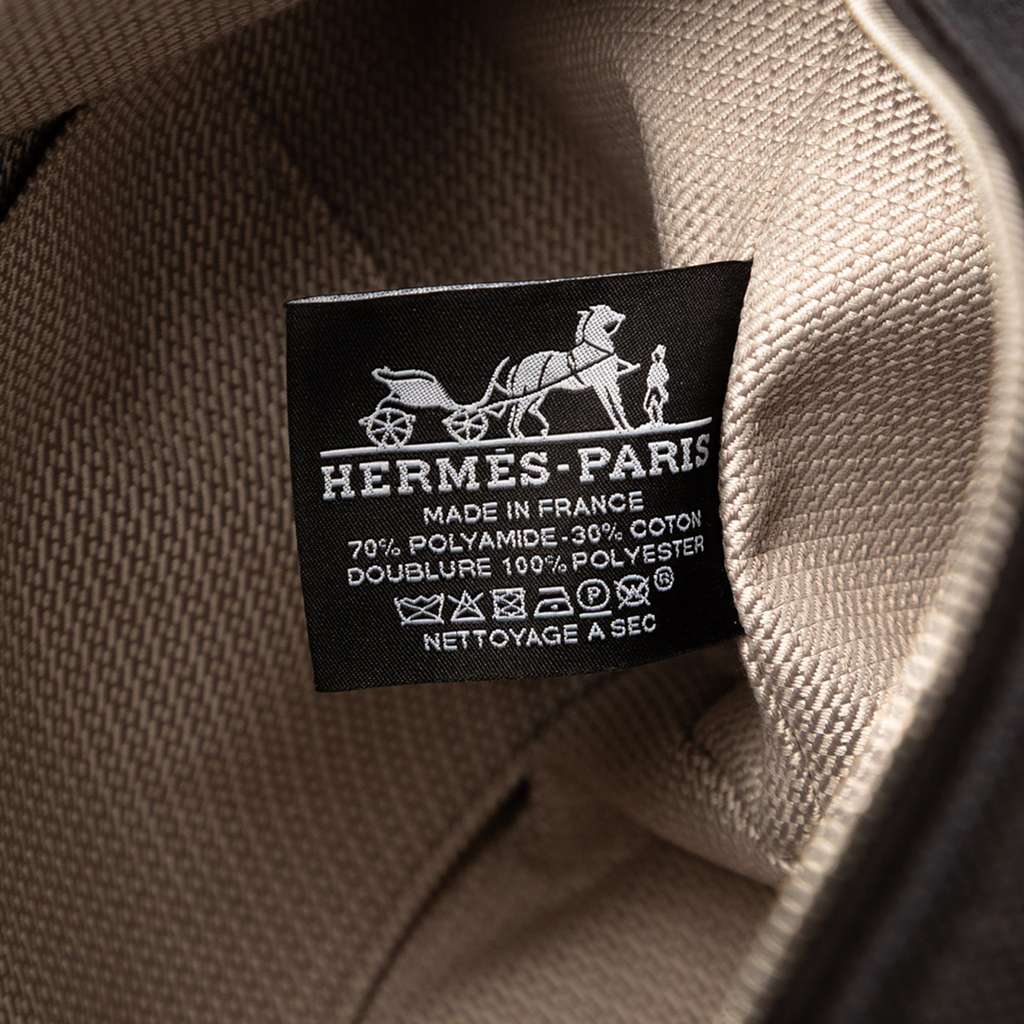 HERMÈS-PARIS
MADE IN FRANCE
70% POLYAMIDE-30% COTON
DOUBLURE 100% POLYESTER
P W ®
NETTOYAGE A SEC